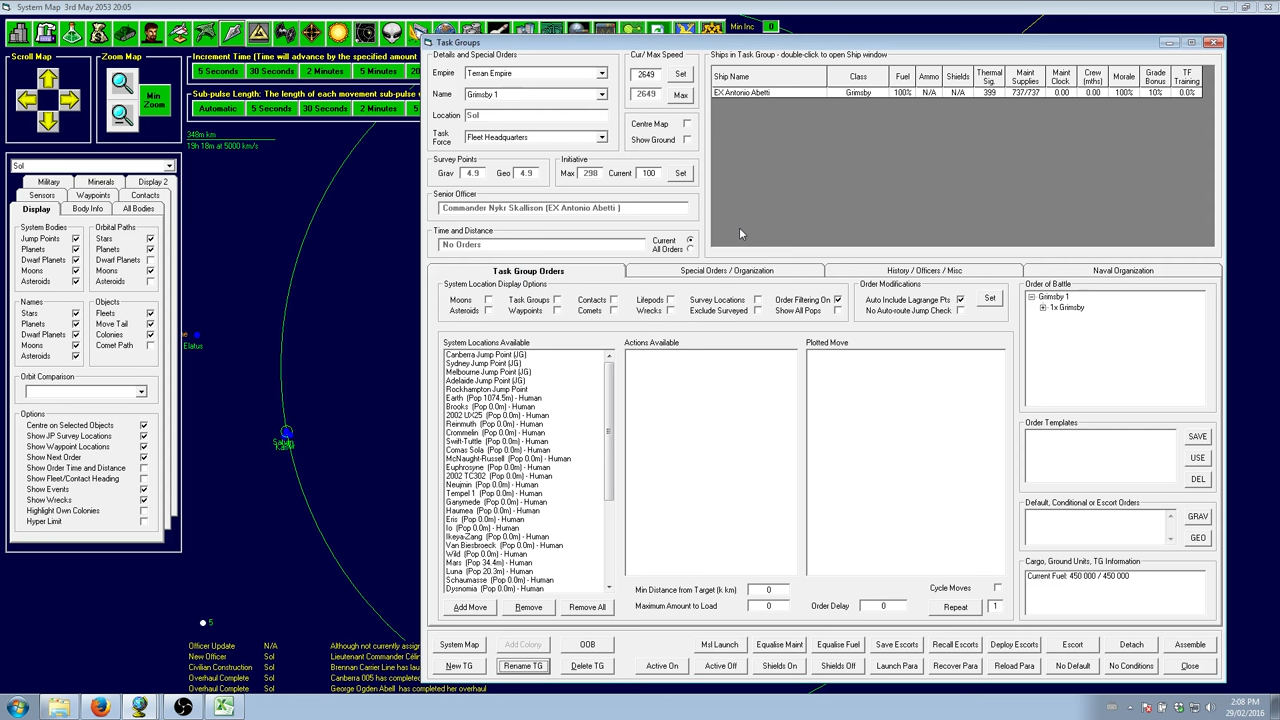 System Map 3rd May 2053 20:05
Min Inc 0
Scroll Map
Zoom Map
Min Zoom
Increment Time (Time will advance by the specified amount
5 Seconds 30 Seconds 2 Minutes 5 Minutes 20
Sub-pulse Length: The length of each movement sub-pulse
Automatic 5 Seconds 30 Seconds 2 Minutes
348m km
19h 18m at 5000 km/s
Sol
Military Minerals Display 2
Sensors Waypoints Contacts
Display Body Info All Bodies
System Bodies
Jump Points
Planets
Dwarf Planets
Moons
Asteroids
Orbital Paths
Stars
Planets
Dwarf Planets
Moons
Asteroids
Names
Stars
Planets
Dwarf Planets
Moons
Asteroids
Objects
Fleets
Move Tail
Colonies
Comet Path
Orbit Comparison
Options
Centre on Selected Objects
Show JP Survey Locations
Show Waypoint Locations
Show Next Order
Show Order Time and Distance
Show Fleet/Contact Heading
Show Events
Show Wrecks
Highlight Own Colonies
Hyper Limit
Elatus
5
Officer Update N/A Although not currently assigned
New Officer Sol Lieutenant Commander Célin
Civilian Construction Sol Brennan Carrier Line has
Overhaul Complete Sol Canberra 005 has complete
Overhaul Complete Sol George Ogden Abell has completed her overhaul
Task Groups
Details and Special Orders
Empire Terran Empire
Name Grimsby 1
Location Sol
Task Force Fleet Headquarters
Cur/Max Speed
2649 Set
2649 Max
Centre Map
Show Ground
Survey Points
Grav 4.9 Geo 4.9
Initiative
Max 298 Current 100 Set
Senior Officer
Commander Nykr Skallison (EX Antonio Abetti )
Time and Distance
No Orders
Current
All Orders
Ships in Task Group - double-click to open Ship window
Ship Name Class Fuel Ammo Shields Thermal Sig. Maint Supplies Maint Clock Crew (mths) Morale Grade Bonus TF Training
EX Antonio Abetti Grimsby 100% N/A N/A 399 737/737 0.00 0.00 100% 10% 0.0%
Task Group Orders Special Orders / Organization History / Officers / Misc Naval Organization
System Location Display Options
Moons Task Groups Contacts Lifepods Survey Locations Order Filtering On
Asteroids Waypoints Comets Wrecks Exclude Surveyed Show All Pops
Order Modifications
Auto Include Lagrange Pts Set
No Auto-route Jump Check
System Locations Available
Canberra Jump Point (JG)
Sydney Jump Point (JG)
Melbourne Jump Point (JG)
Adelaide Jump Point (JG)
Rockhampton Jump Point
Earth (Pop 1074.5m) - Human
Brooks (Pop 0.0m) - Human
2002 UX25 (Pop 0.0m) - Human
Reinmuth (Pop 0.0m) - Human
Crommelin (Pop 0.0m) - Human
Swift-Tuttle (Pop 0.0m) - Human
Comas Sola (Pop 0.0m) - Human
McNaught-Russell (Pop 0.0m) - Human
Euphrosyne (Pop 0.0m) - Human
2002 TC302 (Pop 0.0m) - Human
Neujmin (Pop 0.0m) - Human
Tempel 1 (Pop 0.0m) - Human
Ganymede (Pop 0.0m) - Human
Haumea (Pop 0.0m) - Human
Eris (Pop 0.0m) - Human
Io (Pop 0.0m) - Human
Ikeya-Zang (Pop 0.0m) - Human
Van Biesbroeck (Pop 0.0m) - Human
Wild (Pop 0.0m) - Human
Mars (Pop 34.4m) - Human
Luna (Pop 20.3m) - Human
Schaumasse (Pop 0.0m) - Human
Dysnomia (Pop 0.0m) - Human
Actions Available
Plotted Move
Min Distance from Target (k km) 0
Maximum Amount to Load 0
Order Delay 0
Cycle Moves
Repeat 1
Add Move Remove Remove All
Order of Battle
Grimsby 1
1x Grimsby
Order Templates
SAVE
USE
DEL
Default, Conditional or Escort Orders
GRAV
GEO
Cargo, Ground Units, TG Information
Current Fuel: 450 000 / 450 000
System Map Add Colony OOB Msl Launch Equalise Maint Equalise Fuel Save Escorts Recall Escorts Deploy Escorts Escort Detach Assemble
New TG Rename TG Delete TG Active On Active Off Shields On Shields Off Launch Para Recover Para Reload Para No Default No Conditions Close
2:08 PM
29/02/2016